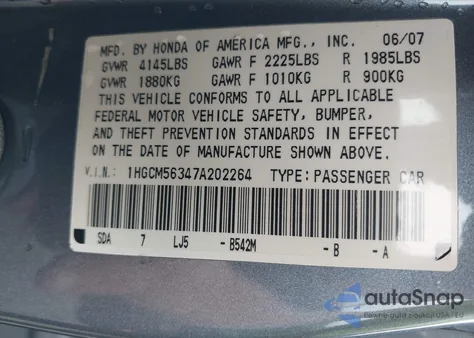 MFD. BY HONDA OF AMERICA MFG., INC. 06/07
GVWR 4145LBS GAWR F 2225LBS R 1985LBS
GVWR 1880KG GAWR F 1010KG R 900KG
THIS VEHICLE CONFORMS TO ALL APPLICABLE
FEDERAL MOTOR VEHICLE SAFETY, BUMPER,
AND THEFT PREVENTION STANDARDS IN EFFECT
ON THE DATE OF MANUFACTURE SHOWN ABOVE.
V.I.N.: 1HGCM56347A202264 TYPE: PASSENGER CAR
SDA 7 LJ5 -B542M -B -A
autoSnap